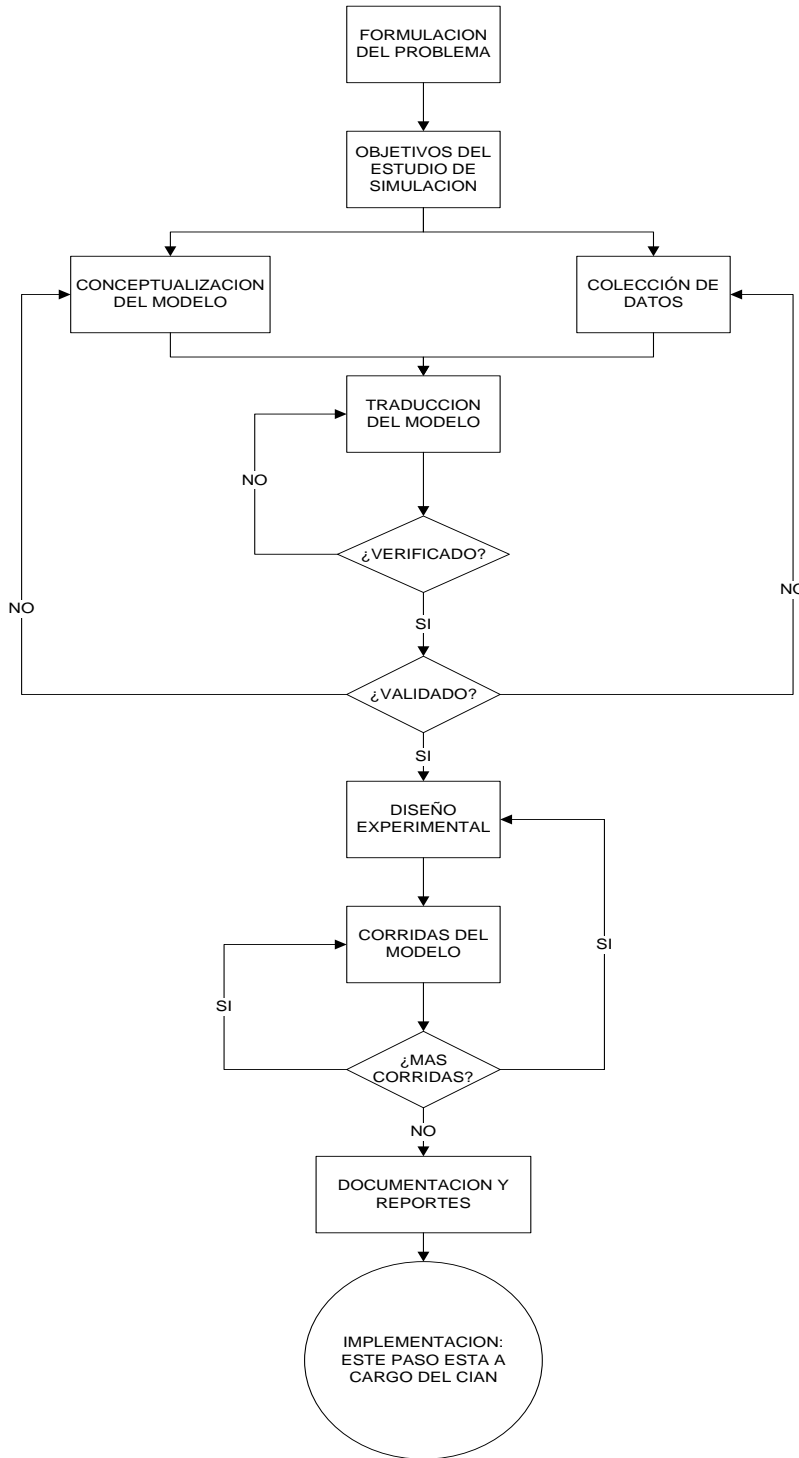 FORMULACION
DEL PROBLEMA
OBJETIVOS DEL
ESTUDIO DE
SIMULACION
CONCEPTUALIZACION
DEL MODELO
COLECCIÓN DE
DATOS
TRADUCCION
DEL MODELO
NO
¿VERIFICADO?
NO
NO
SI
¿VALIDADO?
SI
DISEÑO
EXPERIMENTAL
CORRIDAS DEL
MODELO
SI
SI
¿MAS
CORRIDAS?
NO
DOCUMENTACION Y
REPORTES
IMPLEMENTACION:
ESTE PASO ESTA A
CARGO DEL CIAN